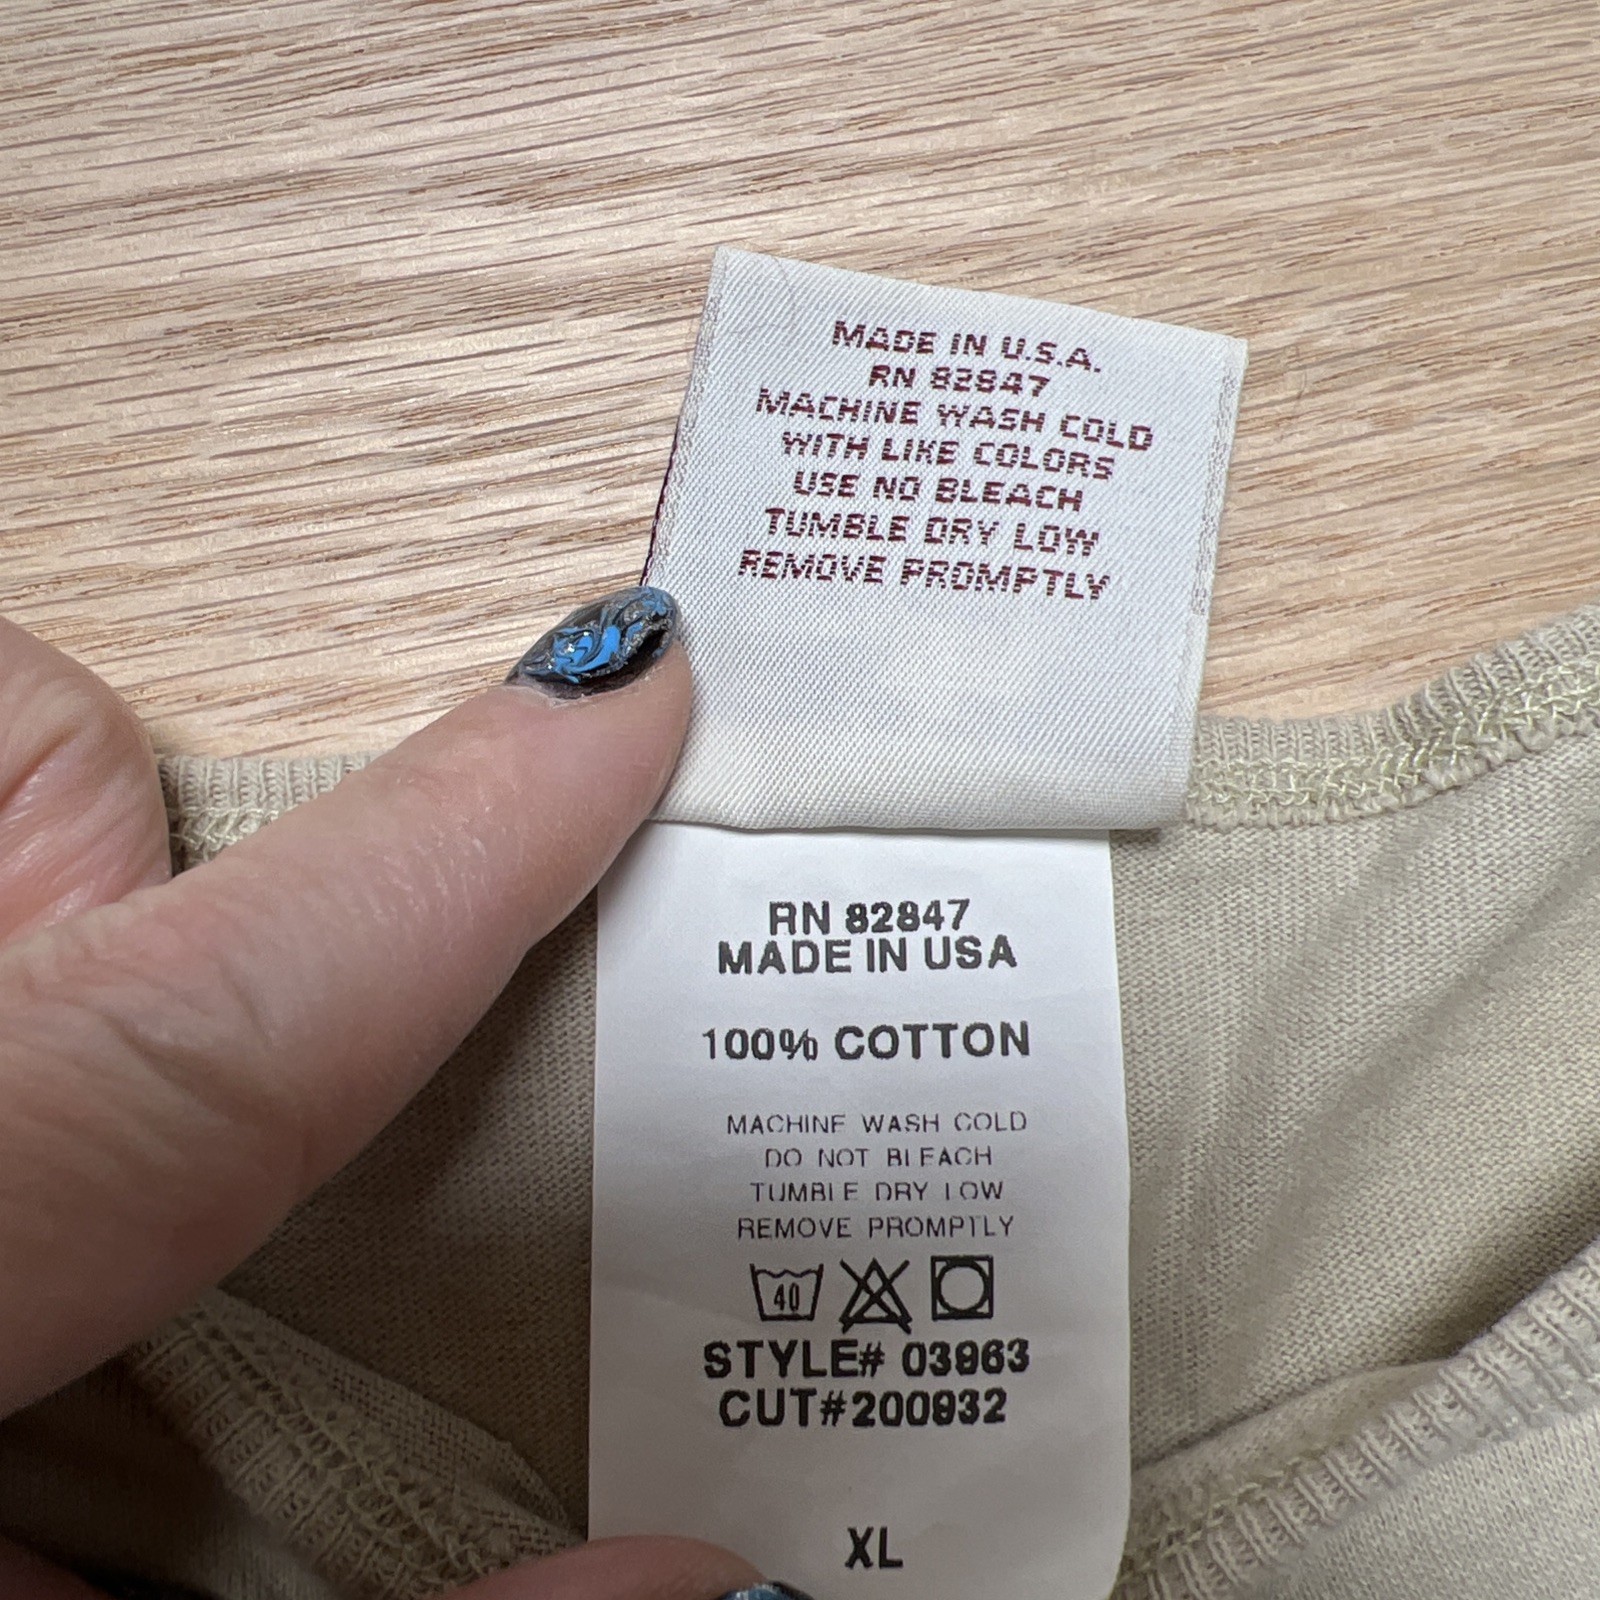 MADE IN U.S.A.
RN 82847
MACHINE WASH COLD
WITH LIKE COLORS
USE NO BLEACH
TUMBLE DRY LOW
REMOVE PROMPTLY
RN 82847
MADE IN USA
100% COTTON
MACHINE WASH COLD
DO NOT BLEACH
TUMBLE DRY LOW
REMOVE PROMPTLY
40
STYLE# 03963
CUT#200932
XL